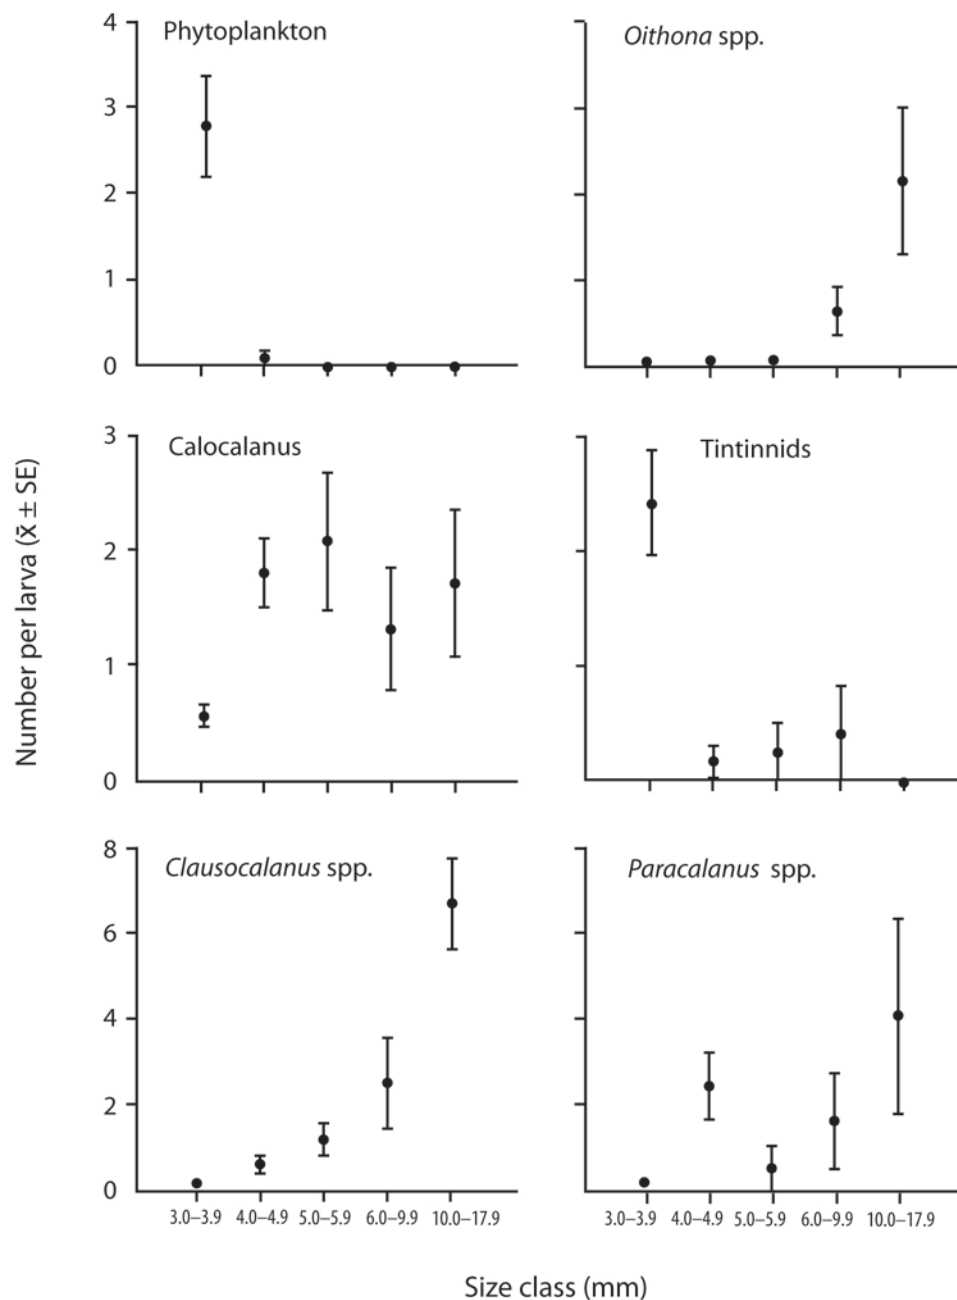 4
3
2
1
0
Phytoplankton
Oithona spp.
3
2
1
0
Calocalanus
Tintinnids
Number per larva (x̄ ± SE)
8
6
4
2
0
Clausocalanus spp.
Paracalanus spp.
3.0–3.9 4.0–4.9 5.0–5.9 6.0–9.9 10.0–17.9
3.0–3.9 4.0–4.9 5.0–5.9 6.0–9.9 10.0–17.9
Size class (mm)